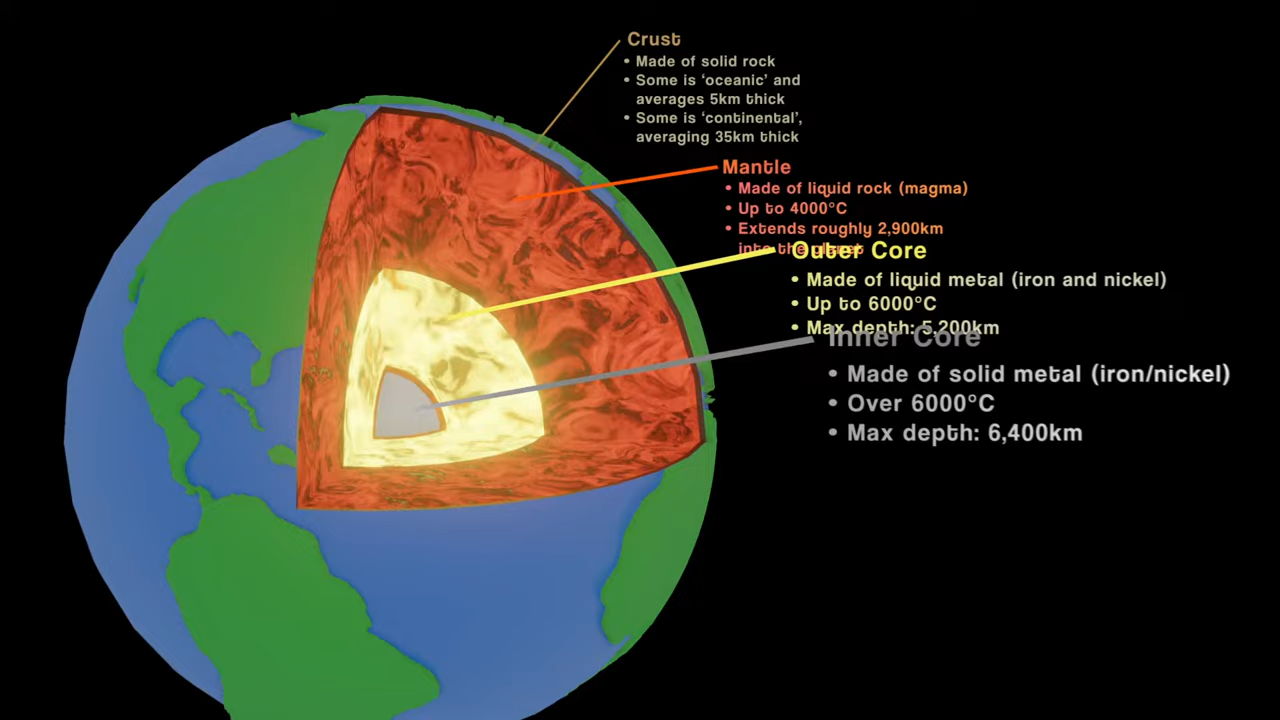 Crust
• Made of solid rock
• Some is ‘oceanic’ and
averages 5km thick
• Some is ‘continental’,
averaging 35km thick
Mantle
• Made of liquid rock (magma)
• Up to 4000°C
• Extends roughly 2,900km
into the planet
Outer Core
• Made of liquid metal (iron and nickel)
• Up to 6000°C
• Max depth: 5,200km
Inner Core
• Made of solid metal (iron/nickel)
• Over 6000°C
• Max depth: 6,400km